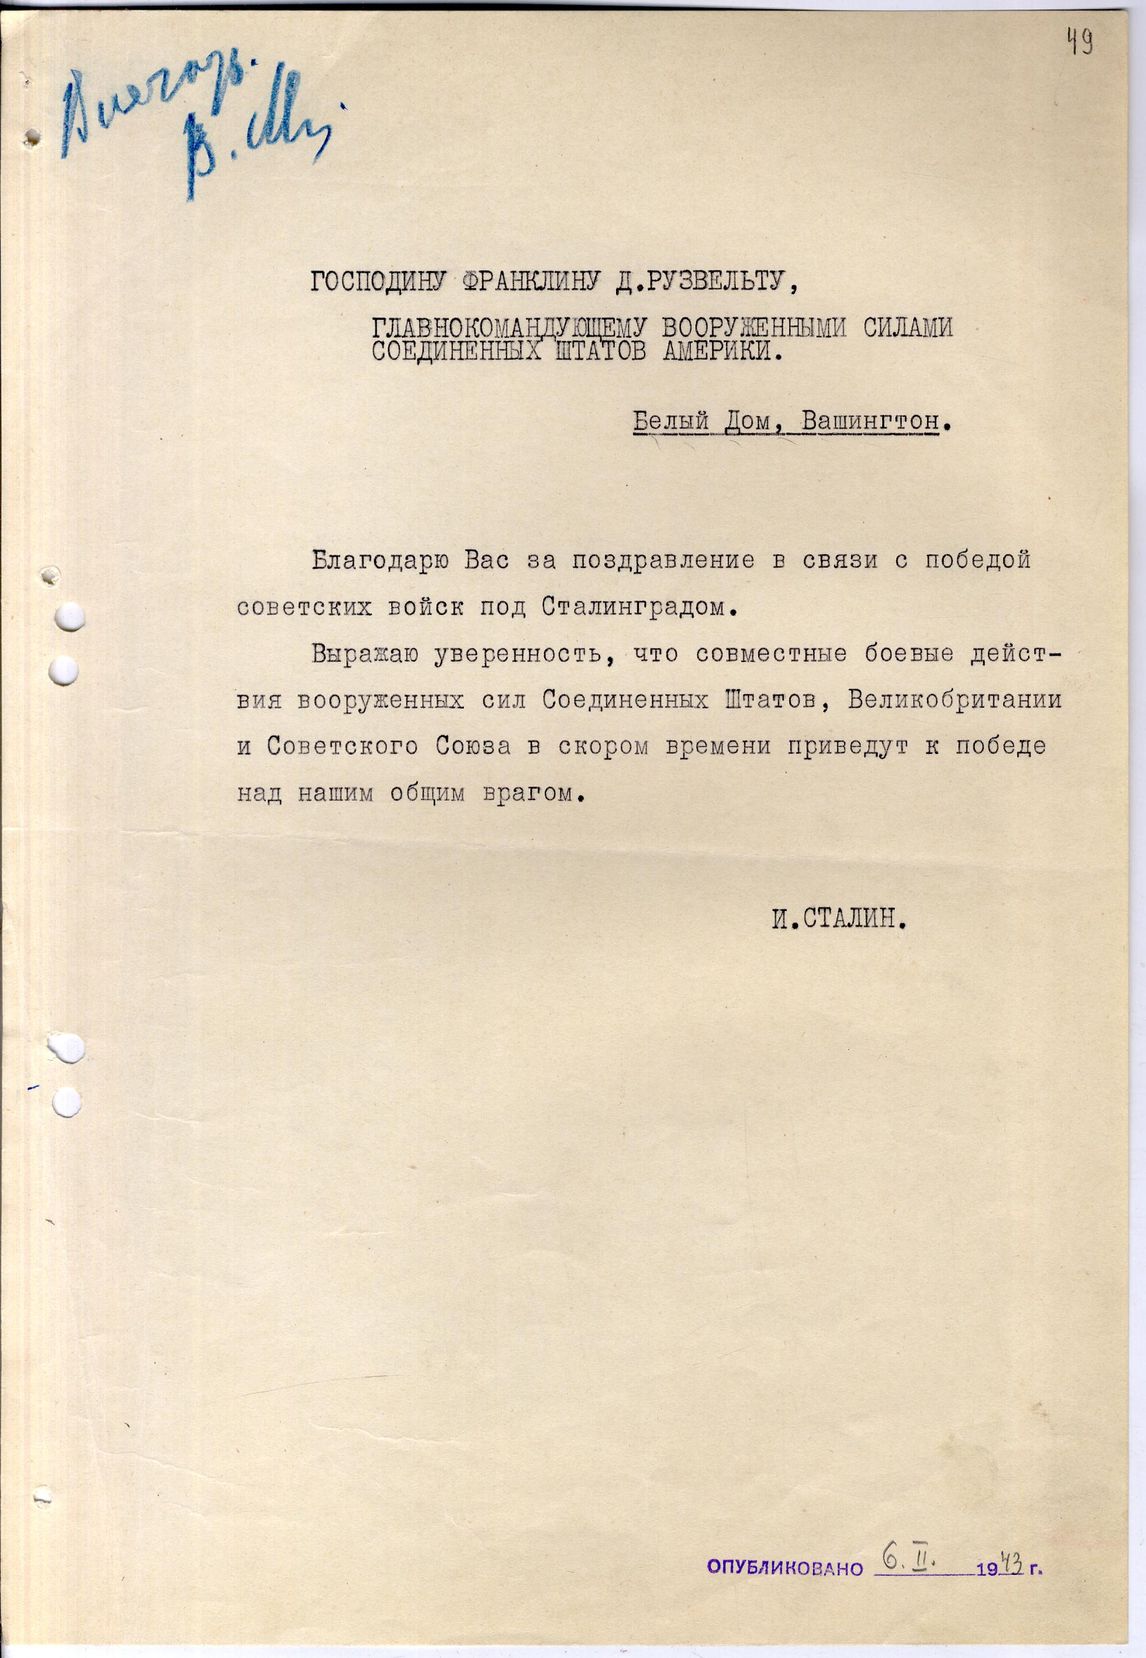 49
В печать.
В. М
ГОСПОДИНУ ФРАНКЛИНУ Д.РУЗВЕЛЬТУ,
ГЛАВНОКОМАНДУЮЩЕМУ ВООРУЖЕННЫМИ СИЛАМИ
СОЕДИНЕННЫХ ШТАТОВ АМЕРИКИ.
Белый Дом, Вашингтон.
Благодарю Вас за поздравление в связи с победой
советских войск под Сталинградом.
Выражаю уверенность, что совместные боевые дейст-
вия вооруженных сил Соединенных Штатов, Великобритании
и Советского Союза в скором времени приведут к победе
над нашим общим врагом.
И.СТАЛИН.
ОПУБЛИКОВАНО 6.II. 1943 г.